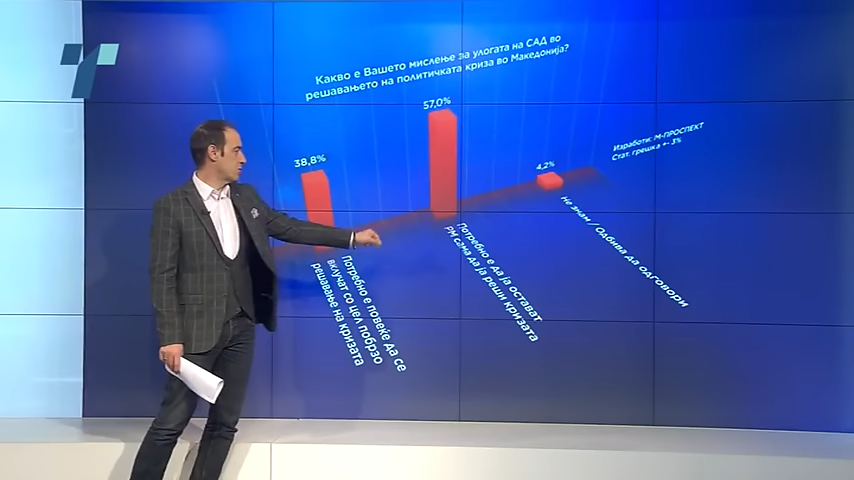 Какво е Вашето мислење за улогата на САД во
решавањето на политичката криза во Македонија?
38,8%
57,0%
4,2%
Изработи: М-ПРОСПЕКТ
Стат. грешка +- 3%
Потребно е повеќе да се
вклучат со цел побрзо
решавање на кризата
Потребно е да ја остават
РМ сама да ја реши кризата
Не знам / Одбива да одговори